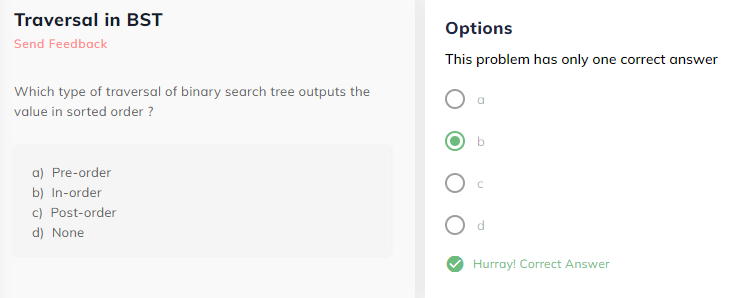 Traversal in BST
Send Feedback
Which type of traversal of binary search tree outputs the
value in sorted order ?
a) Pre-order
b) In-order
c) Post-order
d) None
Options
This problem has only one correct answer
a
b
c
d
Hurray! Correct Answer